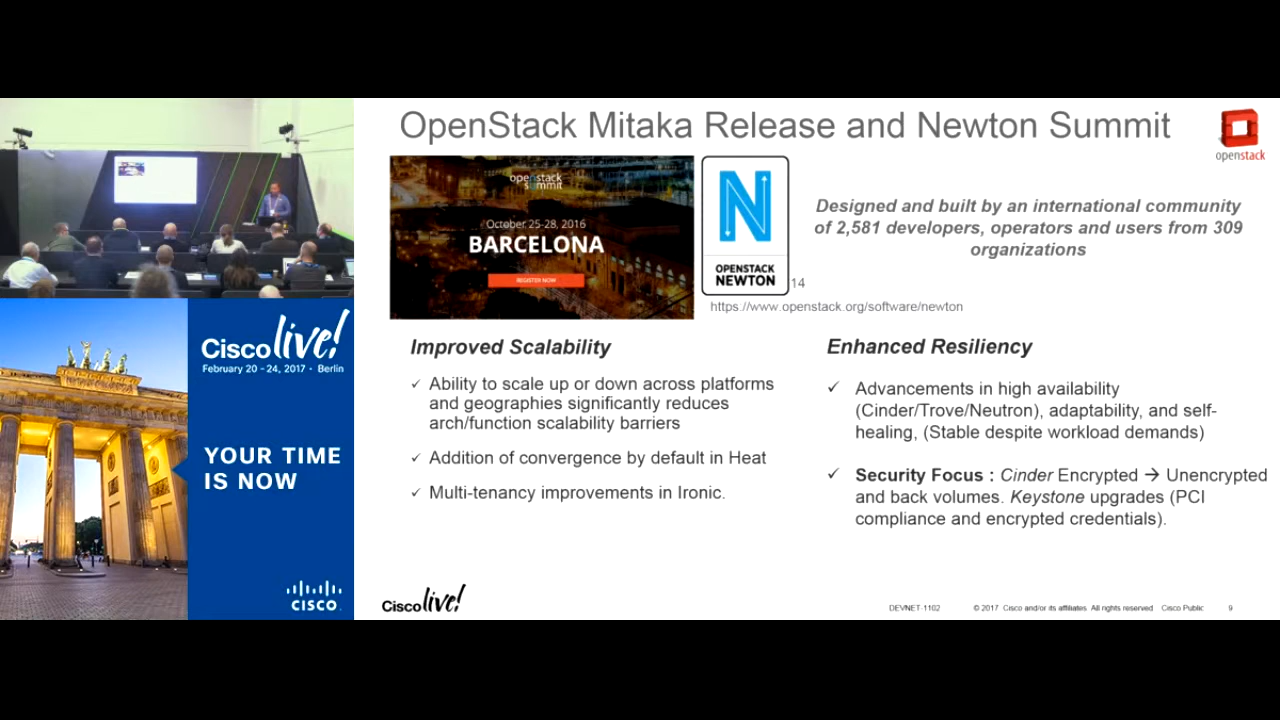 OpenStack Mitaka Release and Newton Summit
openstack
openstack
summit
October 25-28, 2016
BARCELONA
REGISTER NOW
N
OPENSTACK
NEWTON
14
Designed and built by an international community
of 2,581 developers, operators and users from 309
organizations
https://www.openstack.org/software/newton
Improved Scalability
✓ Ability to scale up or down across platforms
and geographies significantly reduces
arch/function scalability barriers
✓ Addition of convergence by default in Heat
✓ Multi-tenancy improvements in Ironic.
Enhanced Resiliency
✓ Advancements in high availability
(Cinder/Trove/Neutron), adaptability, and self-
healing, (Stable despite workload demands)
✓ Security Focus : Cinder Encrypted → Unencrypted
and back volumes. Keystone upgrades (PCI
compliance and encrypted credentials).
Cisco live!
February 20 - 24, 2017 · Berlin
YOUR TIME
IS NOW
CISCO
Cisco live!
DEVNET-1102 © 2017 Cisco and/or its affiliates. All rights reserved. Cisco Public 9